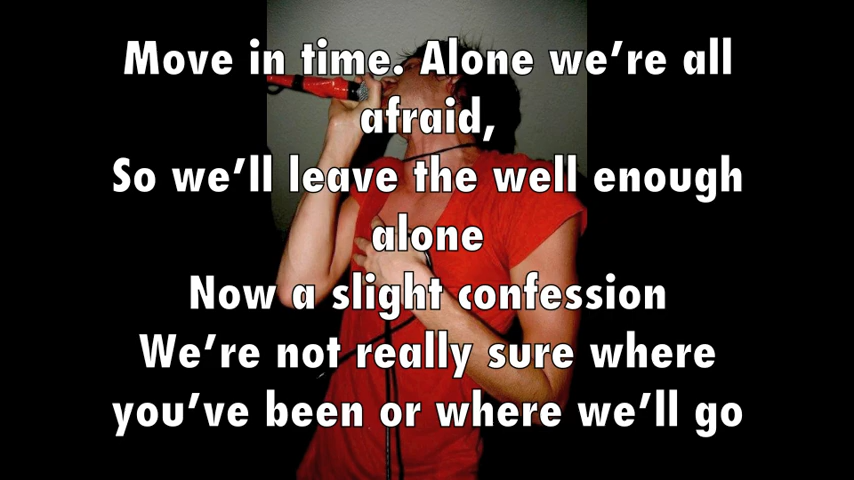 Move in time. Alone we're all
afraid,
So we'll leave the well enough
alone
Now a slight confession
We're not really sure where
you've been or where we'll go